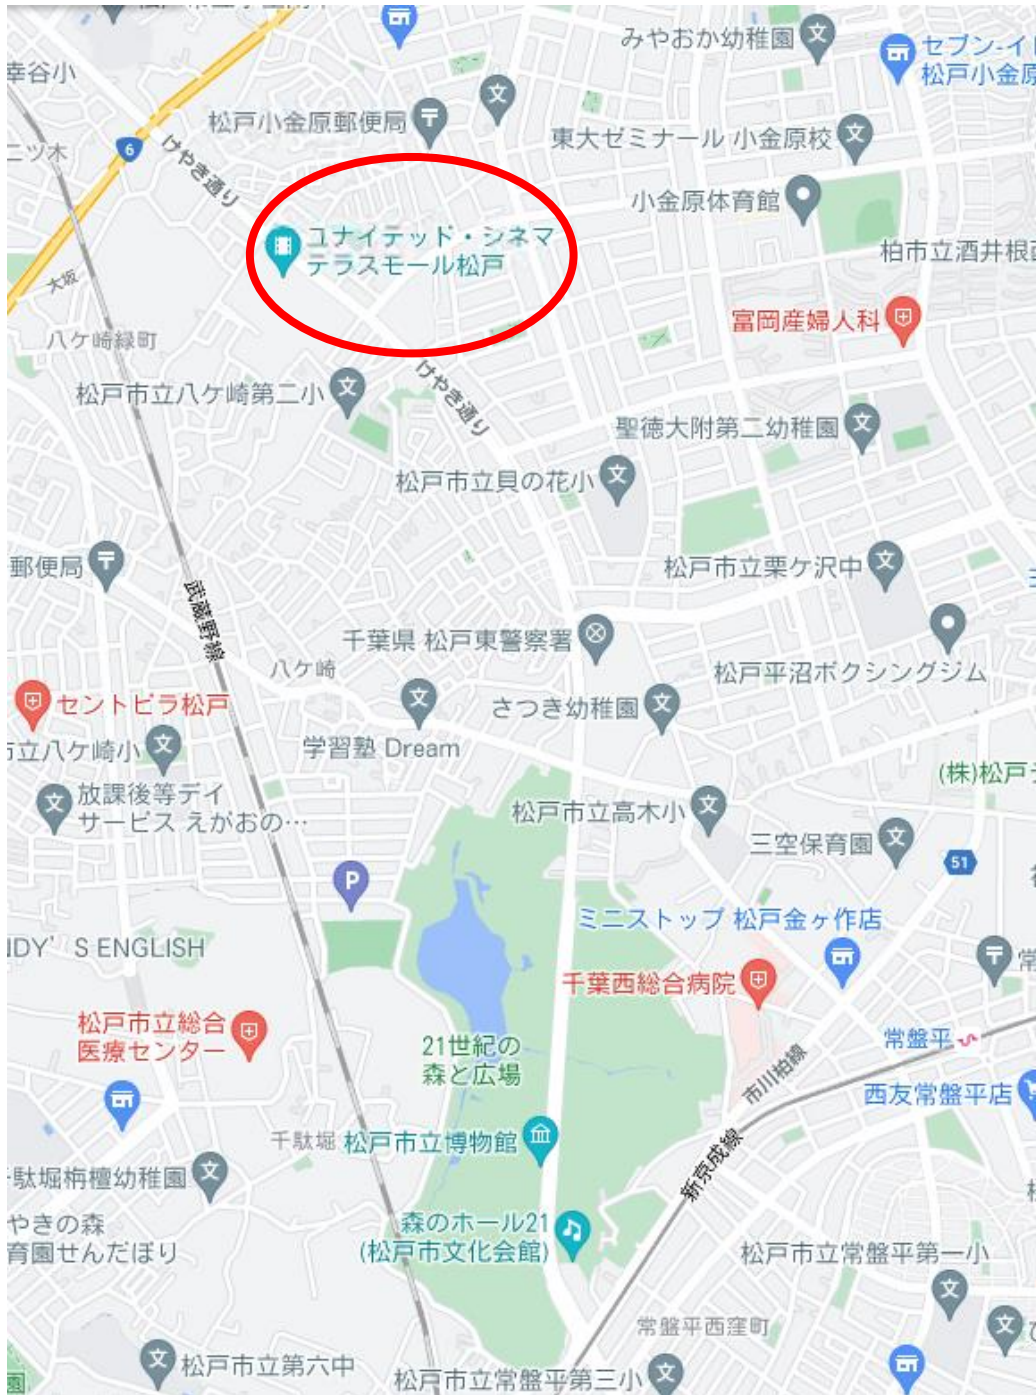 みやおか幼稚園
セブン-イ
松戸小金原
幸谷小
松戸小金原郵便局
東大ゼミナール 小金原校
二ツ木
6
けやき通り
小金原体育館
ユナイテッド・シネマ
テラスモール松戸
柏市立酒井根西
大坂
富岡産婦人科
八ケ崎緑町
松戸市立八ケ崎第二小
けやき通り
聖徳大附第二幼稚園
松戸市立貝の花小
郵便局
松戸市立栗ケ沢中
武蔵野線
千葉県 松戸東警察署
八ケ崎
松戸平沼ボクシングジム
セントピラ松戸
さつき幼稚園
市立八ケ崎小
学習塾 Dream
(株)松戸
放課後等デイ
サービス えがおの…
松戸市立高木小
三空保育園
51
P
ミニストップ 松戸金ヶ作店
NDY'S ENGLISH
常
千葉西総合病院
松戸市立総合
医療センター
21世紀の
森と広場
常盤平
市川柏線
西友常盤平店
千駄堀
松戸市立博物館
新京成線
千駄堀栴檀幼稚園
やきの森
育園せんだぼり
森のホール21
(松戸市文化会館)
松戸市立常盤平第一小
常盤平西窪町
松戸市立第六中
松戸市立常盤平第三小
園